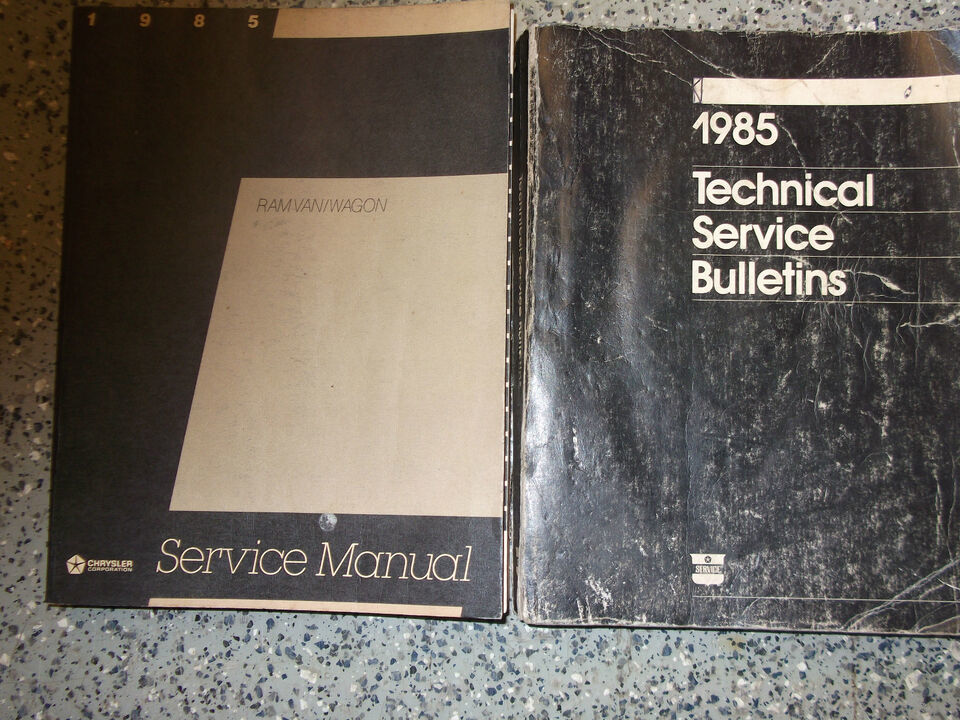 1 9 8 5
RAM VAN/WAGON
CHRYSLER
CORPORATION
Service Manual
1985
Technical
Service
Bulletins
SERVICE